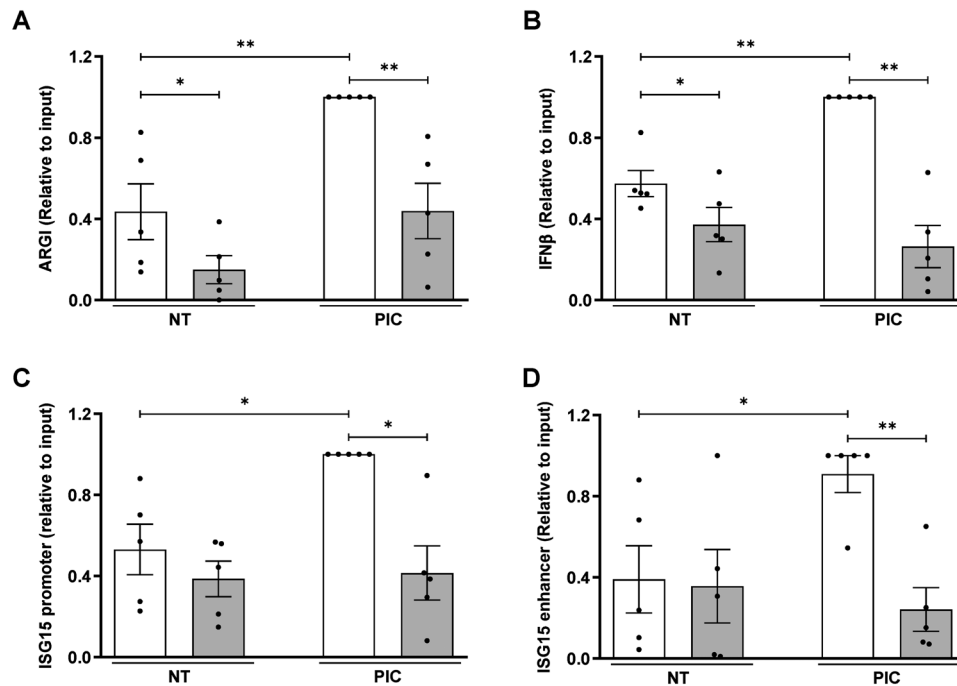 A
ARGI (Relative to input)
1.2
0.8
0.4
0.0
**
*
**
NT
PIC
B
IFNβ (Relative to input)
1.2
0.8
0.4
0.0
**
*
**
NT
PIC
C
ISG15 promoter (relative to input)
1.2
0.8
0.4
0.0
*
*
NT
PIC
D
ISG15 enhancer (Relative to input)
1.2
0.8
0.4
0.0
*
**
NT
PIC